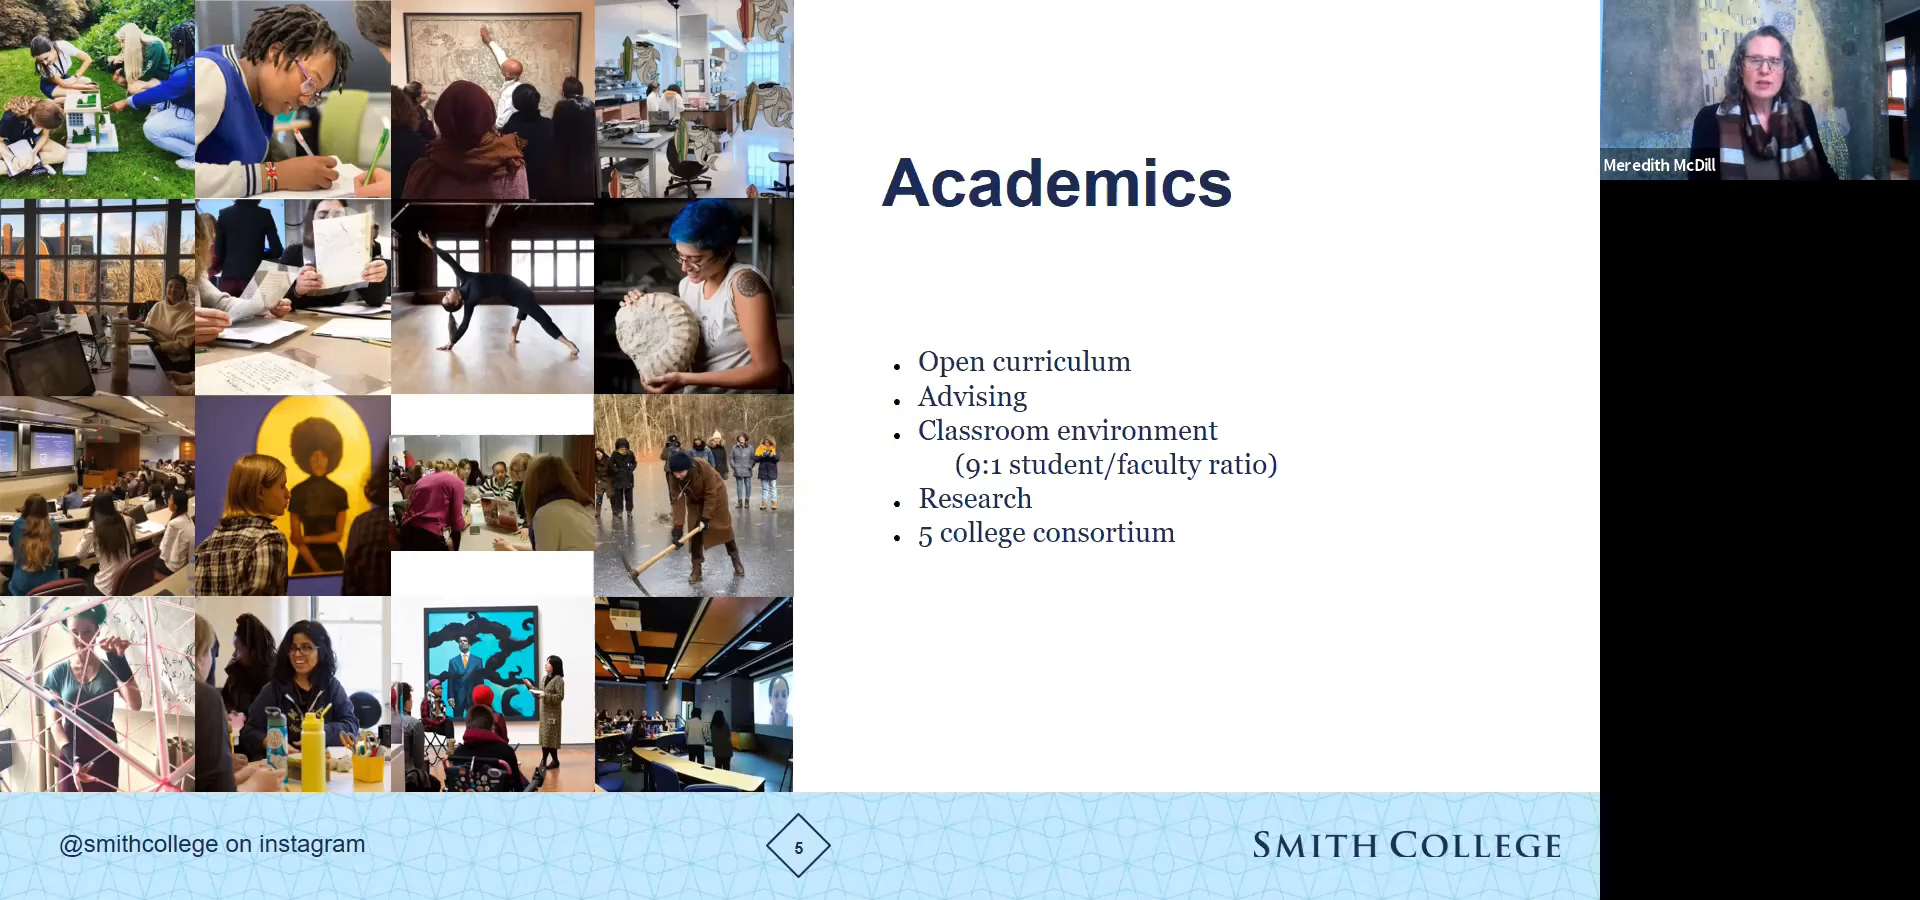 Academics
• Open curriculum
• Advising
• Classroom environment
(9:1 student/faculty ratio)
• Research
• 5 college consortium
Meredith McDill
@smithcollege on instagram
5
SMITH COLLEGE